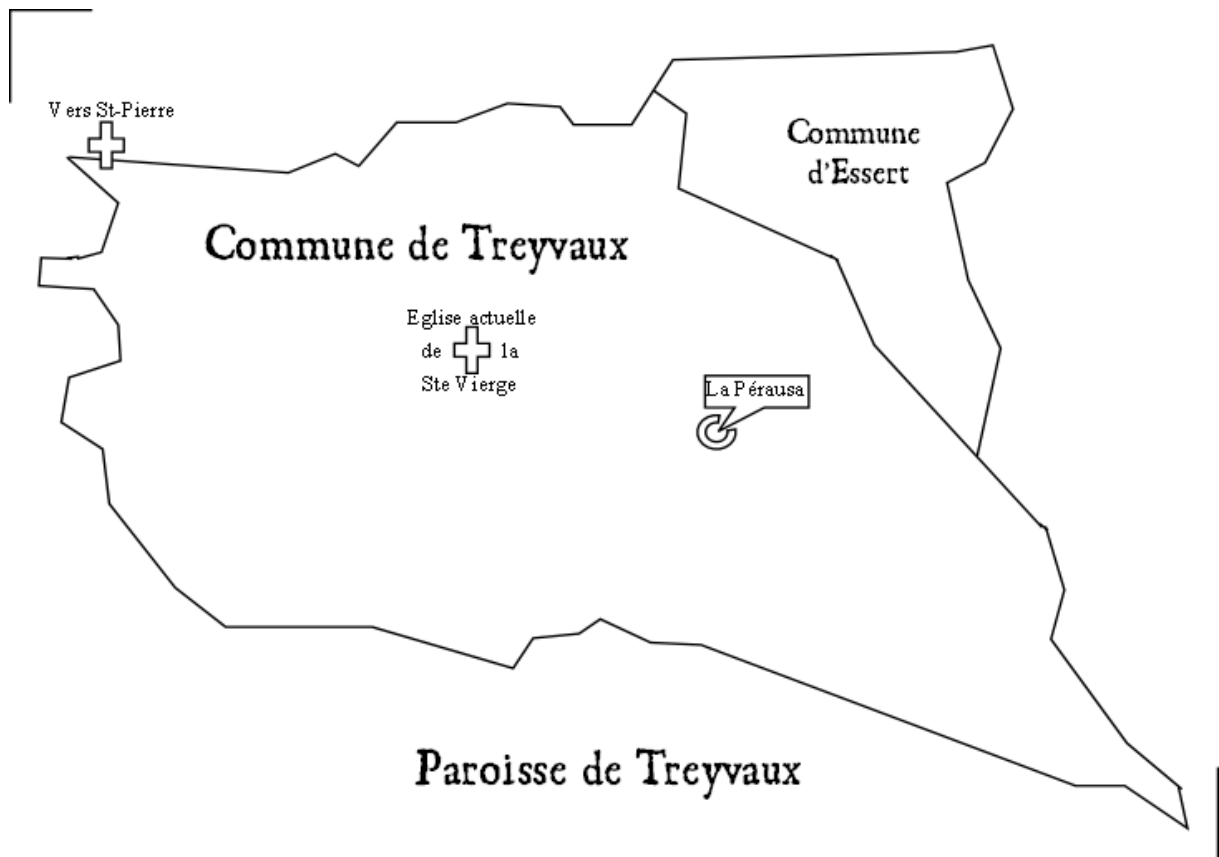 Vers St-Pierre
Commune
d'Essert
Commune de Treyvaux
Eglise actuelle
de la
Ste Vierge
La Pérausa
Paroisse de Treyvaux